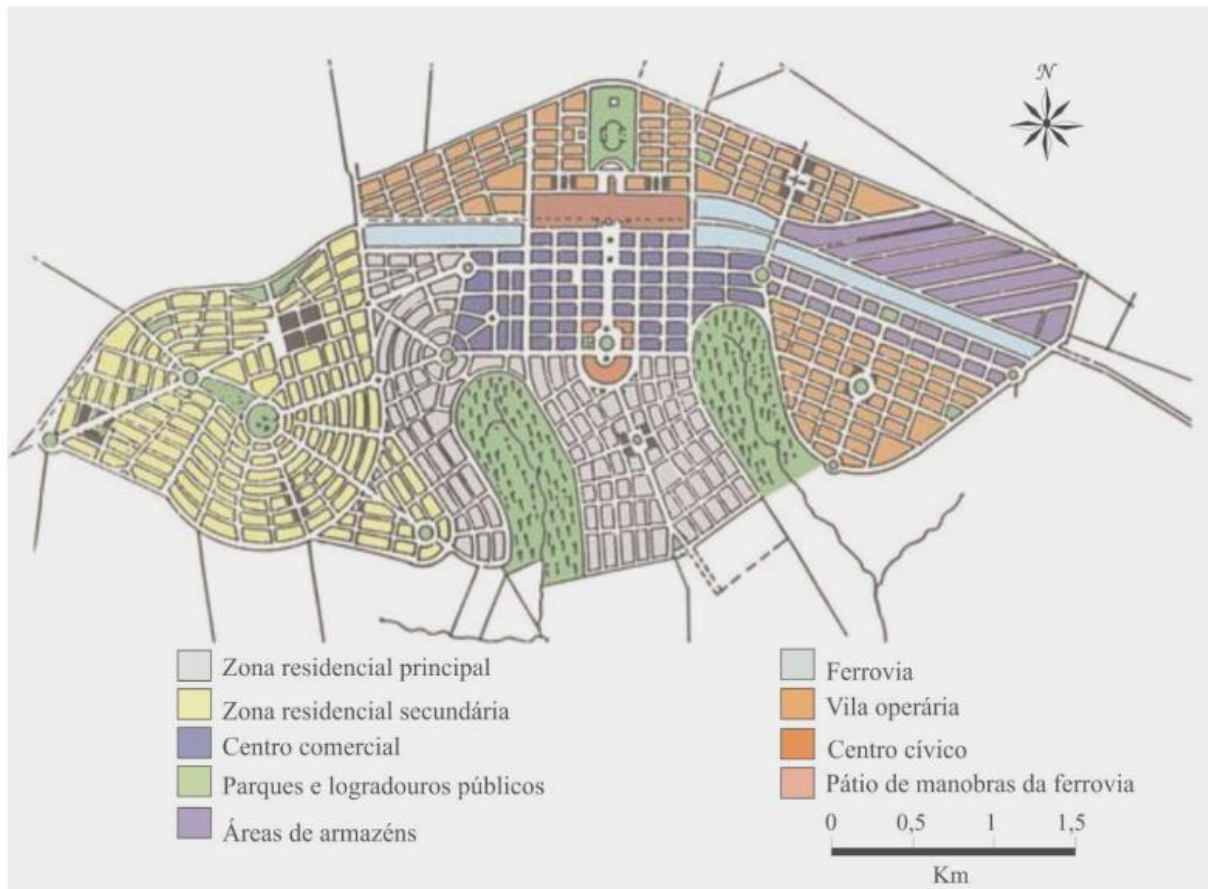 N
Zona residencial principal
Zona residencial secundária
Centro comercial
Parques e logradouros públicos
Áreas de armazéns
Ferrovia
Vila operária
Centro cívico
Pátio de manobras da ferrovia
0 0,5 1 1,5
Km